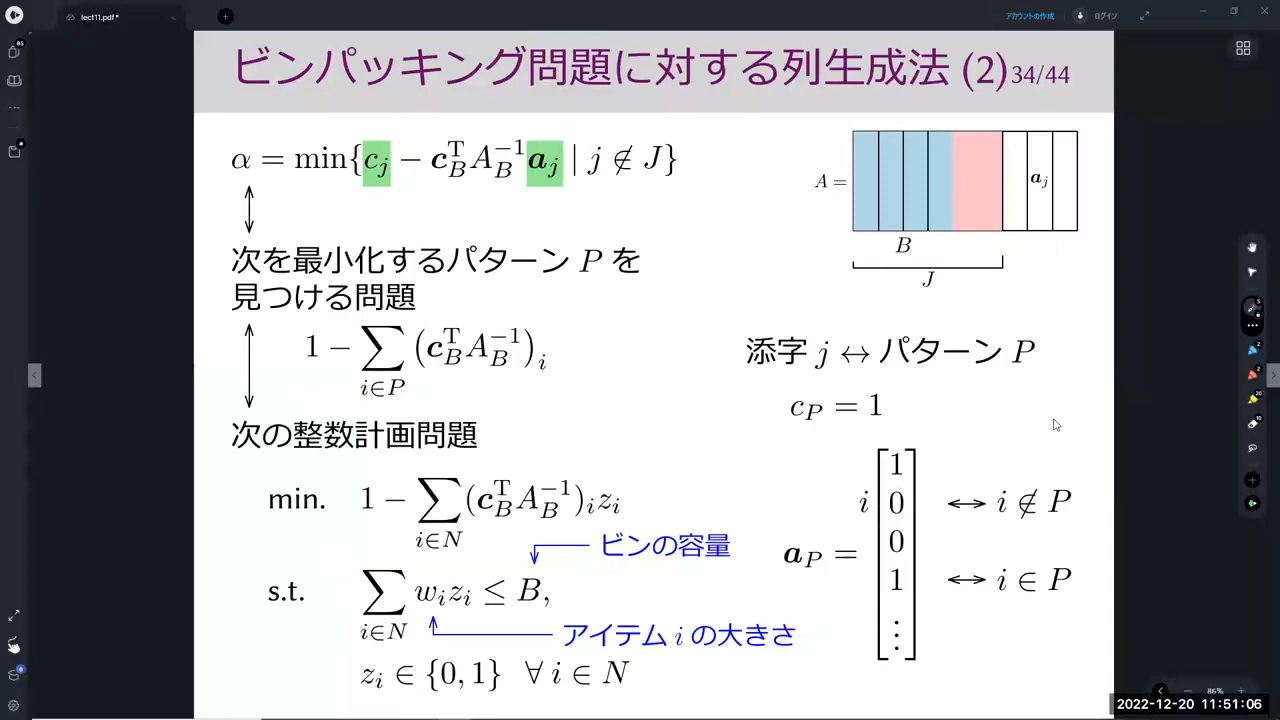 lect11.pdf*
アカウントの作成
ログイン
ビンパッキング問題に対する列生成法 (2) 34/44
α = min{c_j − c_B^T A_B^{-1} a_j | j ∉ J}
次を最小化するパターン P を
見つける問題
1 − ∑_{i∈P} (c_B^T A_B^{-1})_i
次の整数計画問題
min. 1 − ∑_{i∈N} (c_B^T A_B^{-1})_i z_i
ビンの容量
s.t. ∑_{i∈N} w_i z_i ≤ B,
アイテム i の大きさ
z_i ∈ {0, 1} ∀ i ∈ N
A =
a_j
B
J
添字 j ↔ パターン P
c_P = 1
a_P =
1
i 0 ↔ i ∉ P
0
1 ↔ i ∈ P
⋮
86%
2022-12-20 11:51:06